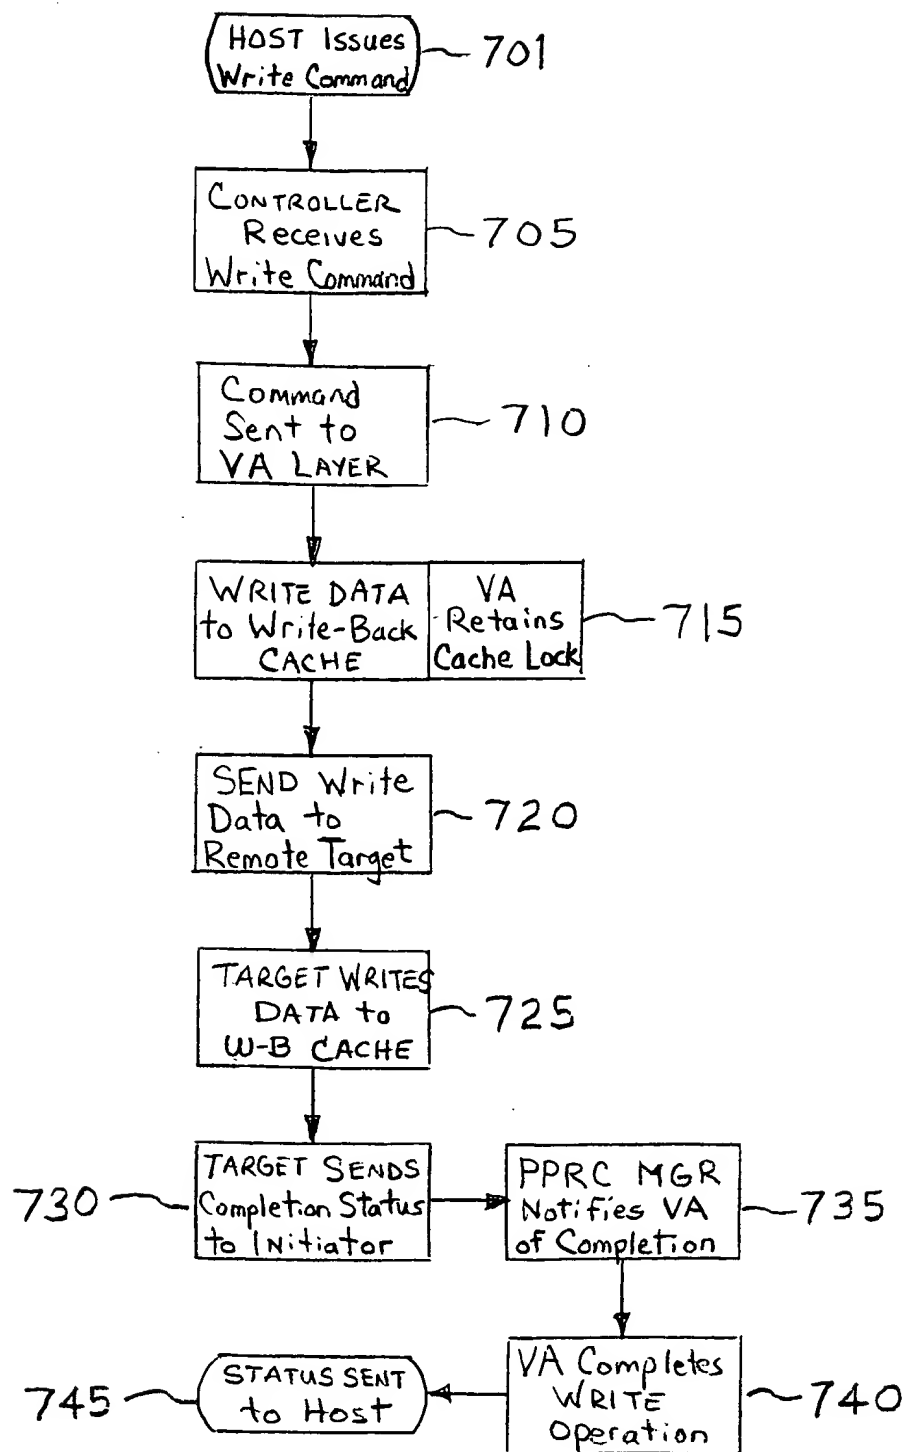 HOST Issues
Write Command
701
CONTROLLER
Receives
Write Command
705
Command
Sent to
VA LAYER
710
WRITE DATA
to Write-Back
CACHE
VA
Retains
Cache Lock
715
SEND Write
Data to
Remote Target
720
TARGET WRITES
DATA to
W-B CACHE
725
730
TARGET SENDS
Completion Status
to INitiator
PPRC MGR
Notifies VA
of Completion
735
745
STATUS SENT
to Host
VA Completes
WRITE
Operation
740